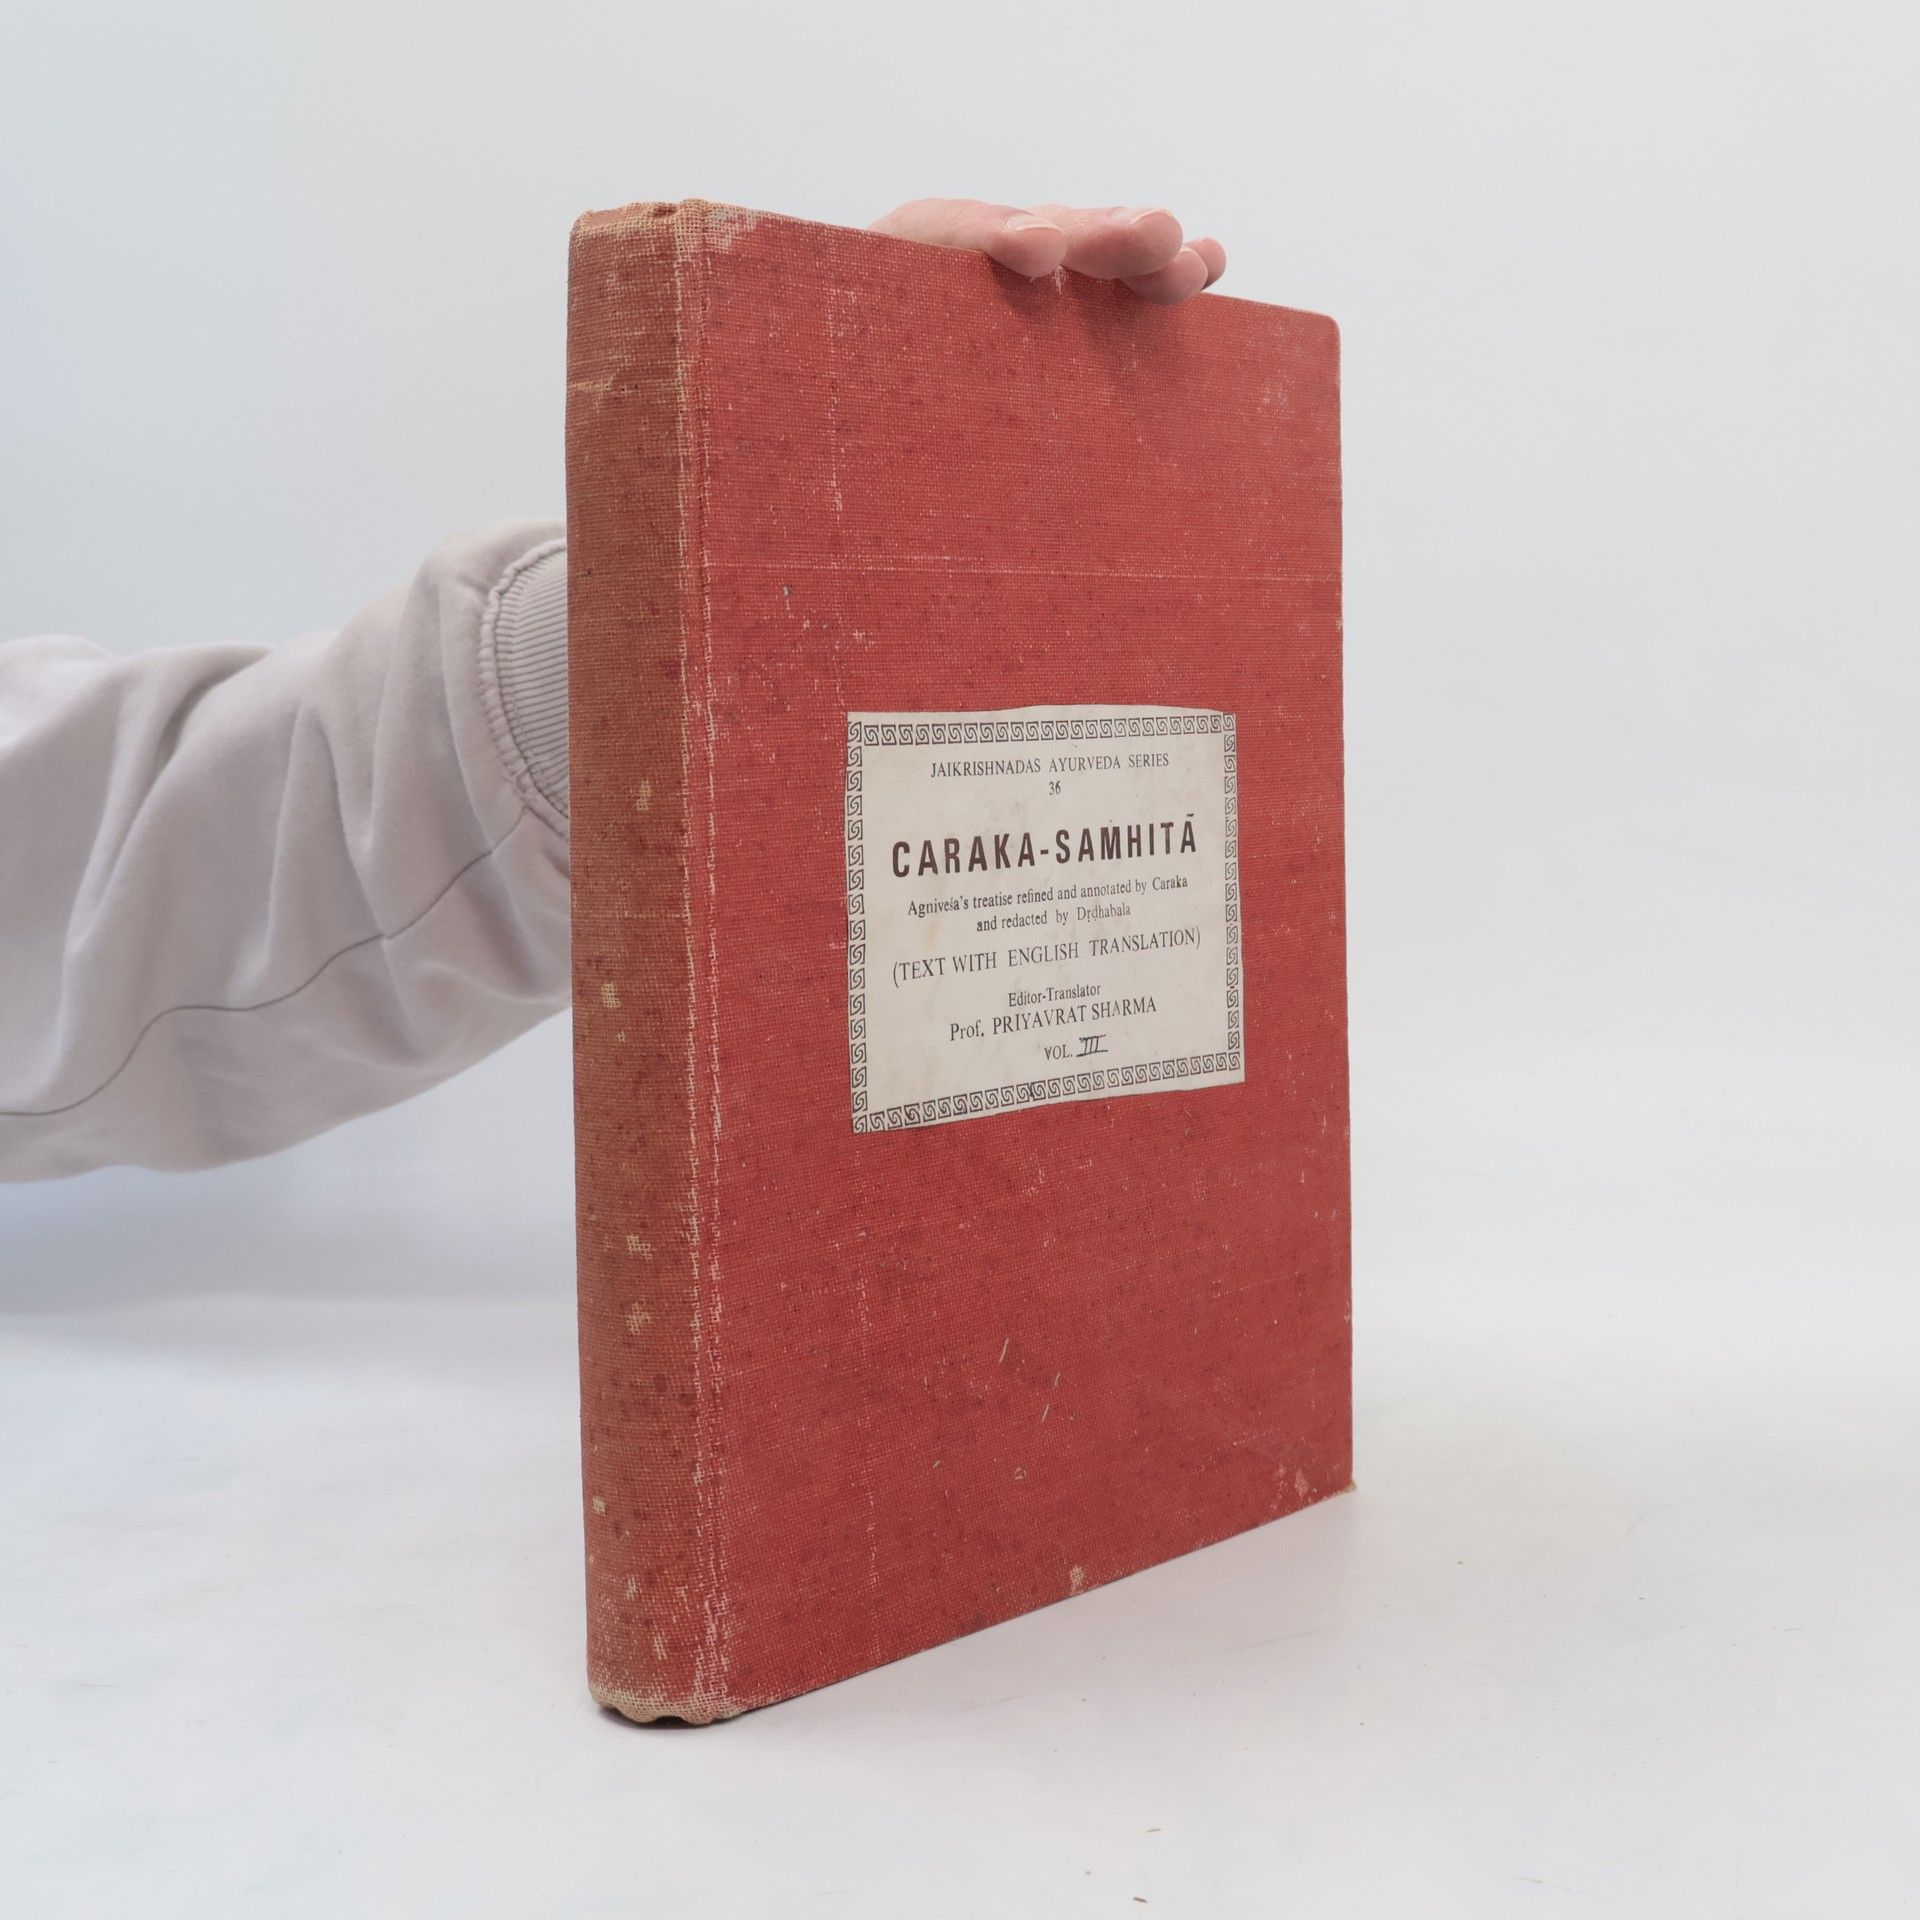 JAIKRISHNADAS AYURVEDA SERIES
36
CARAKA-SAṀHITĀ
Agniveśa's treatise refined and annotated by Caraka
and redacted by Dṛḍhabala
(TEXT WITH ENGLISH TRANSLATION)
Editor-Translator
Prof. PRIYAVRAT SHARMA
VOL. III